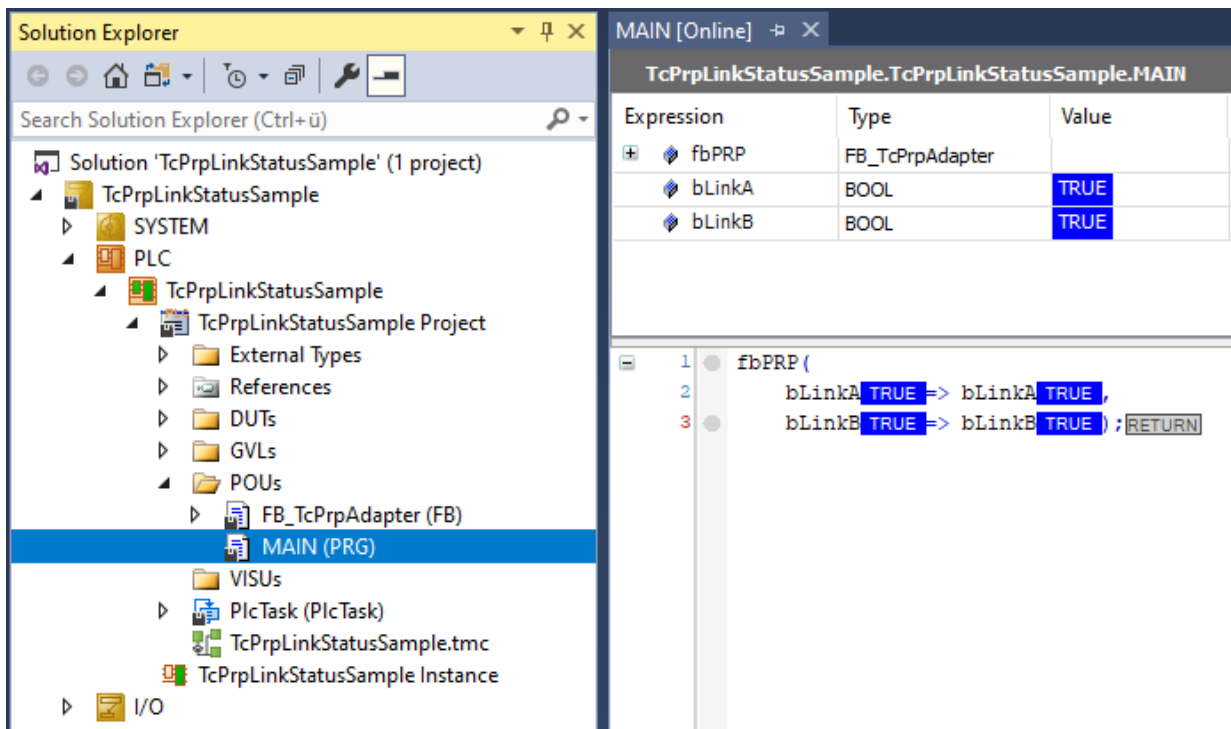 Solution Explorer
Search Solution Explorer (Ctrl+ü)
Solution 'TcPrpLinkStatusSample' (1 project)
TcPrpLinkStatusSample
SYSTEM
PLC
TcPrpLinkStatusSample
TcPrpLinkStatusSample Project
External Types
References
DUTs
GVLs
POUs
FB_TcPrpAdapter (FB)
MAIN (PRG)
VISUs
PlcTask (PlcTask)
TcPrpLinkStatusSample.tmc
TcPrpLinkStatusSample Instance
I/O
MAIN [Online]
TcPrpLinkStatusSample.TcPrpLinkStatusSample.MAIN
Expression Type Value
fbPRP FB_TcPrpAdapter
bLinkA BOOL TRUE
bLinkB BOOL TRUE
1 fbPRP(
2 bLinkA TRUE => bLinkA TRUE ,
3 bLinkB TRUE => bLinkB TRUE ); RETURN